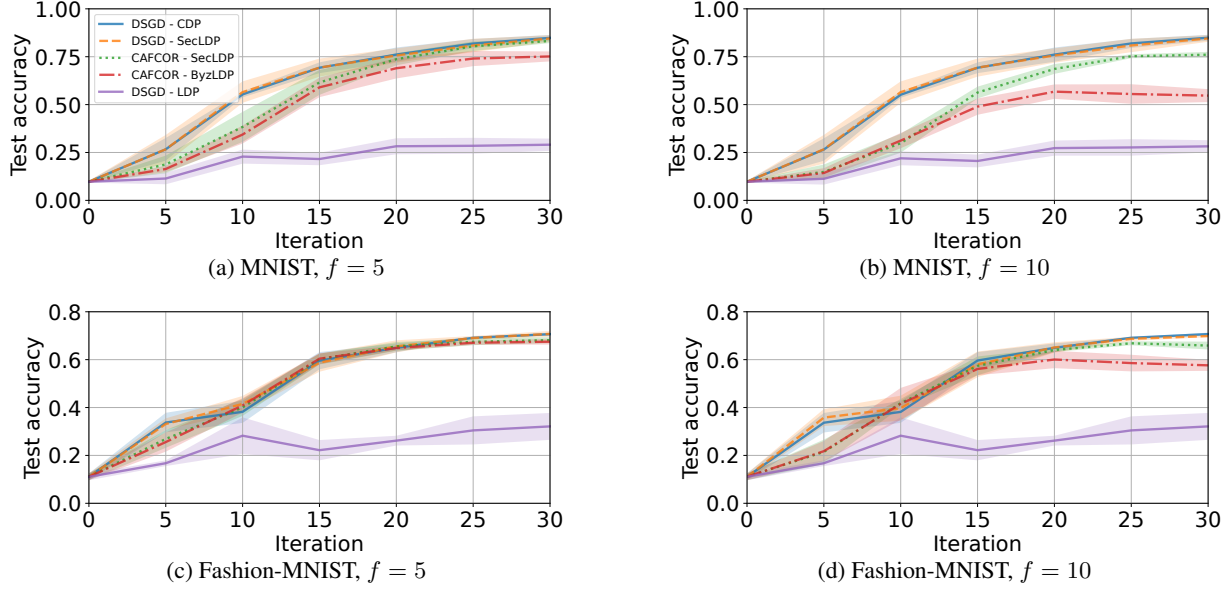 1.00
0.75
0.50
0.25
0.00
Test accuracy
DSGD - CDP
DSGD - SecLDP
CAFCOR - SecLDP
CAFCOR - ByzLDP
DSGD - LDP
0 5 10 15 20 25 30
Iteration
(a) MNIST, f = 5
1.00
0.75
0.50
0.25
0.00
Test accuracy
0 5 10 15 20 25 30
Iteration
(b) MNIST, f = 10
0.8
0.6
0.4
0.2
0.0
Test accuracy
0 5 10 15 20 25 30
Iteration
(c) Fashion-MNIST, f = 5
0.8
0.6
0.4
0.2
0.0
Test accuracy
0 5 10 15 20 25 30
Iteration
(d) Fashion-MNIST, f = 10